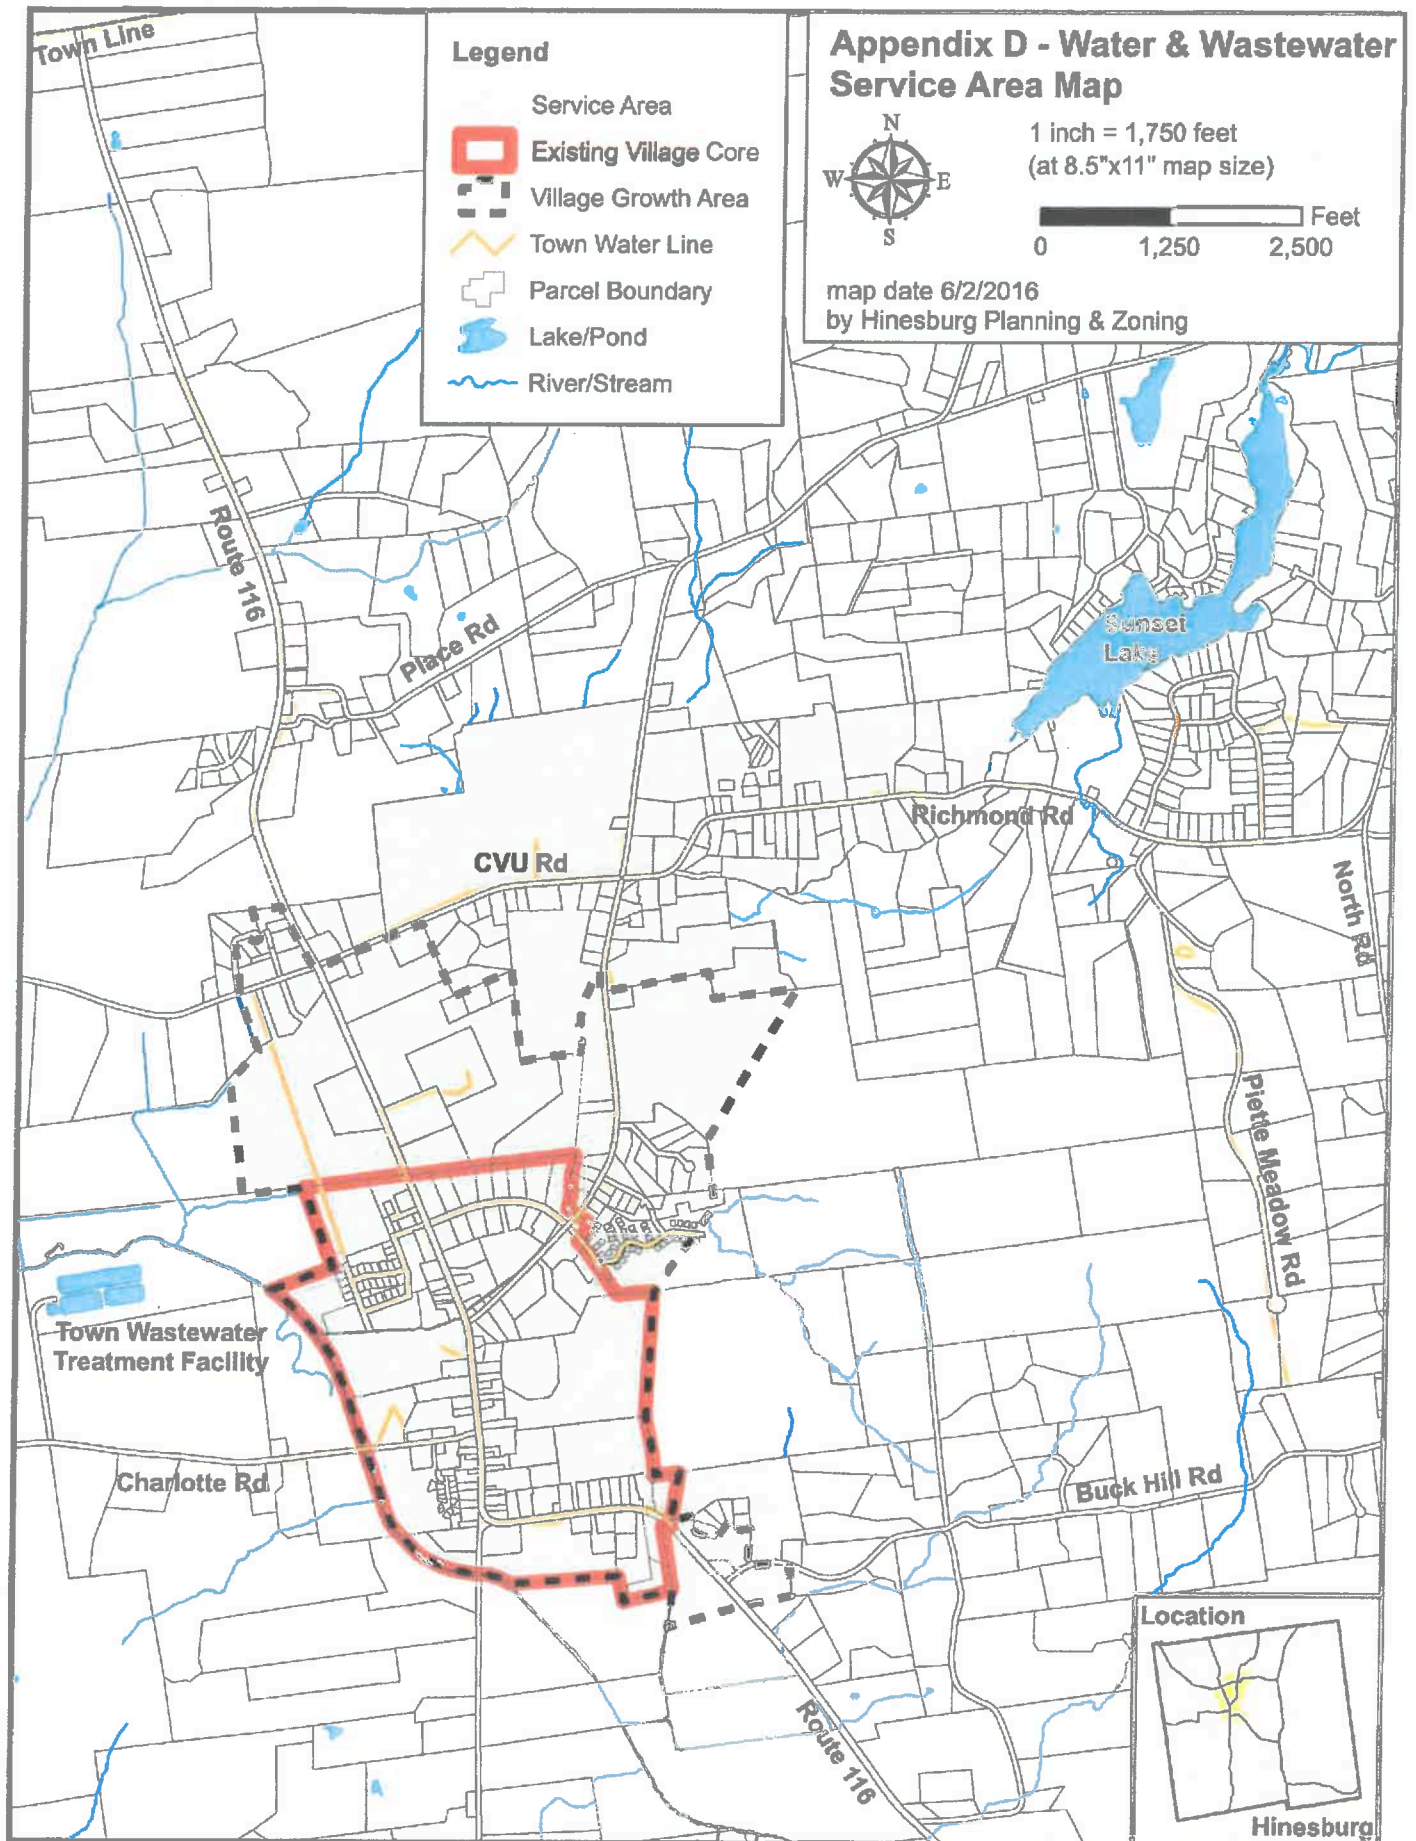 Town Line
Legend
Service Area
Existing Village Core
Village Growth Area
Town Water Line
Parcel Boundary
Lake/Pond
River/Stream
Appendix D - Water & Wastewater
Service Area Map
N
W E
S
1 inch = 1,750 feet
(at 8.5"x11" map size)
Feet
0 1,250 2,500
map date 6/2/2016
by Hinesburg Planning & Zoning
Route 116
Place Rd
Sunset
Lake
Richmond Rd
CVU Rd
North Rd
Piette Meadow Rd
Town Wastewater
Treatment Facility
Charlotte Rd
Buck Hill Rd
Route 116
Location
Hinesburg